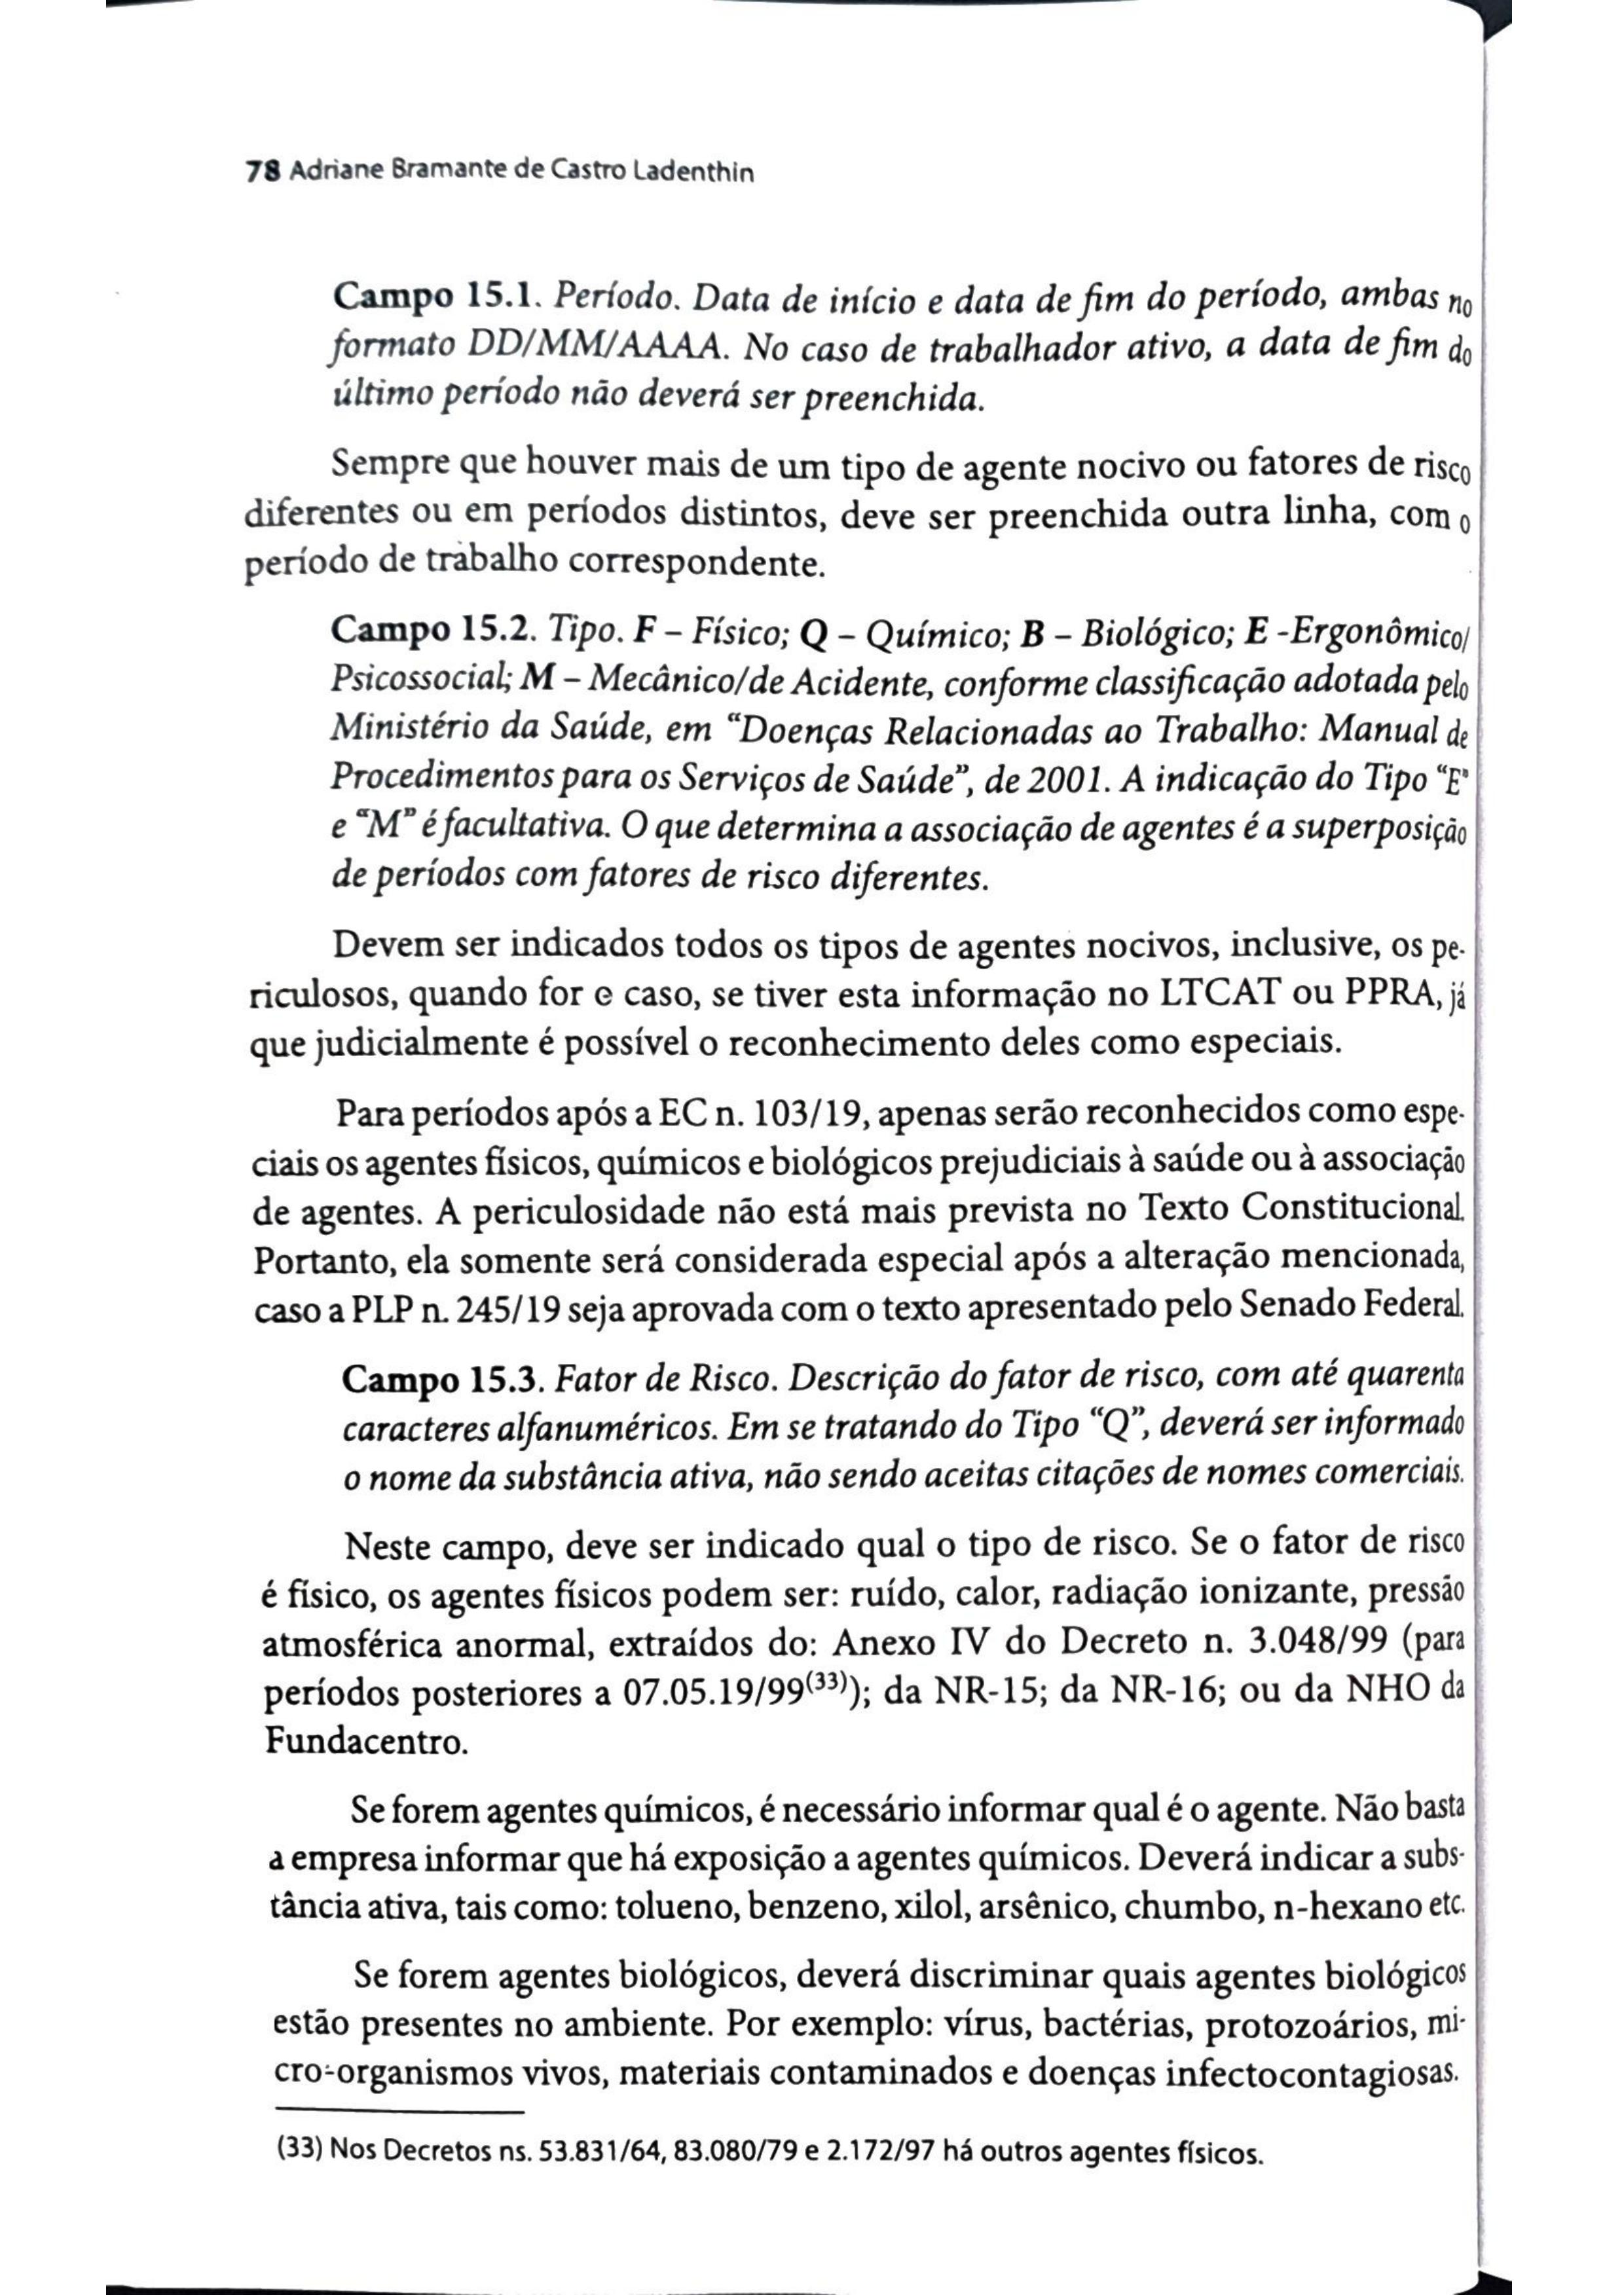 78 Adriane Bramante de Castro Ladenthin
Campo 15.1. Período. Data de início e data de fim do período, ambas no
formato DD/MM/AAAA. No caso de trabalhador ativo, a data de fim do
último período não deverá ser preenchida.
Sempre que houver mais de um tipo de agente nocivo ou fatores de risco
diferentes ou em períodos distintos, deve ser preenchida outra linha, com o
período de trabalho correspondente.
Campo 15.2. Tipo. F – Físico; Q – Químico; B – Biológico; E -Ergonômico/
Psicossocial; M – Mecânico/de Acidente, conforme classificação adotada pelo
Ministério da Saúde, em “Doenças Relacionadas ao Trabalho: Manual de
Procedimentos para os Serviços de Saúde”, de 2001. A indicação do Tipo “E”
e “M” é facultativa. O que determina a associação de agentes é a superposição
de períodos com fatores de risco diferentes.
Devem ser indicados todos os tipos de agentes nocivos, inclusive, os pe-
riculosos, quando for o caso, se tiver esta informação no LTCAT ou PPRA, já
que judicialmente é possível o reconhecimento deles como especiais.
Para períodos após a EC n. 103/19, apenas serão reconhecidos como espe-
ciais os agentes físicos, químicos e biológicos prejudiciais à saúde ou à associação
de agentes. A periculosidade não está mais prevista no Texto Constitucional.
Portanto, ela somente será considerada especial após a alteração mencionada,
caso a PLP n. 245/19 seja aprovada com o texto apresentado pelo Senado Federal.
Campo 15.3. Fator de Risco. Descrição do fator de risco, com até quarenta
caracteres alfanuméricos. Em se tratando do Tipo “Q”, deverá ser informado
o nome da substância ativa, não sendo aceitas citações de nomes comerciais.
Neste campo, deve ser indicado qual o tipo de risco. Se o fator de risco
é físico, os agentes físicos podem ser: ruído, calor, radiação ionizante, pressão
atmosférica anormal, extraídos do: Anexo IV do Decreto n. 3.048/99 (para
períodos posteriores a 07.05.19/99(33)); da NR-15; da NR-16; ou da NHO da
Fundacentro.
Se forem agentes químicos, é necessário informar qual é o agente. Não basta
a empresa informar que há exposição a agentes químicos. Deverá indicar a subs-
tância ativa, tais como: tolueno, benzeno, xilol, arsênico, chumbo, n-hexano etc.
Se forem agentes biológicos, deverá discriminar quais agentes biológicos
estão presentes no ambiente. Por exemplo: vírus, bactérias, protozoários, mi-
cro-organismos vivos, materiais contaminados e doenças infectocontagiosas.
(33) Nos Decretos ns. 53.831/64, 83.080/79 e 2.172/97 há outros agentes físicos.